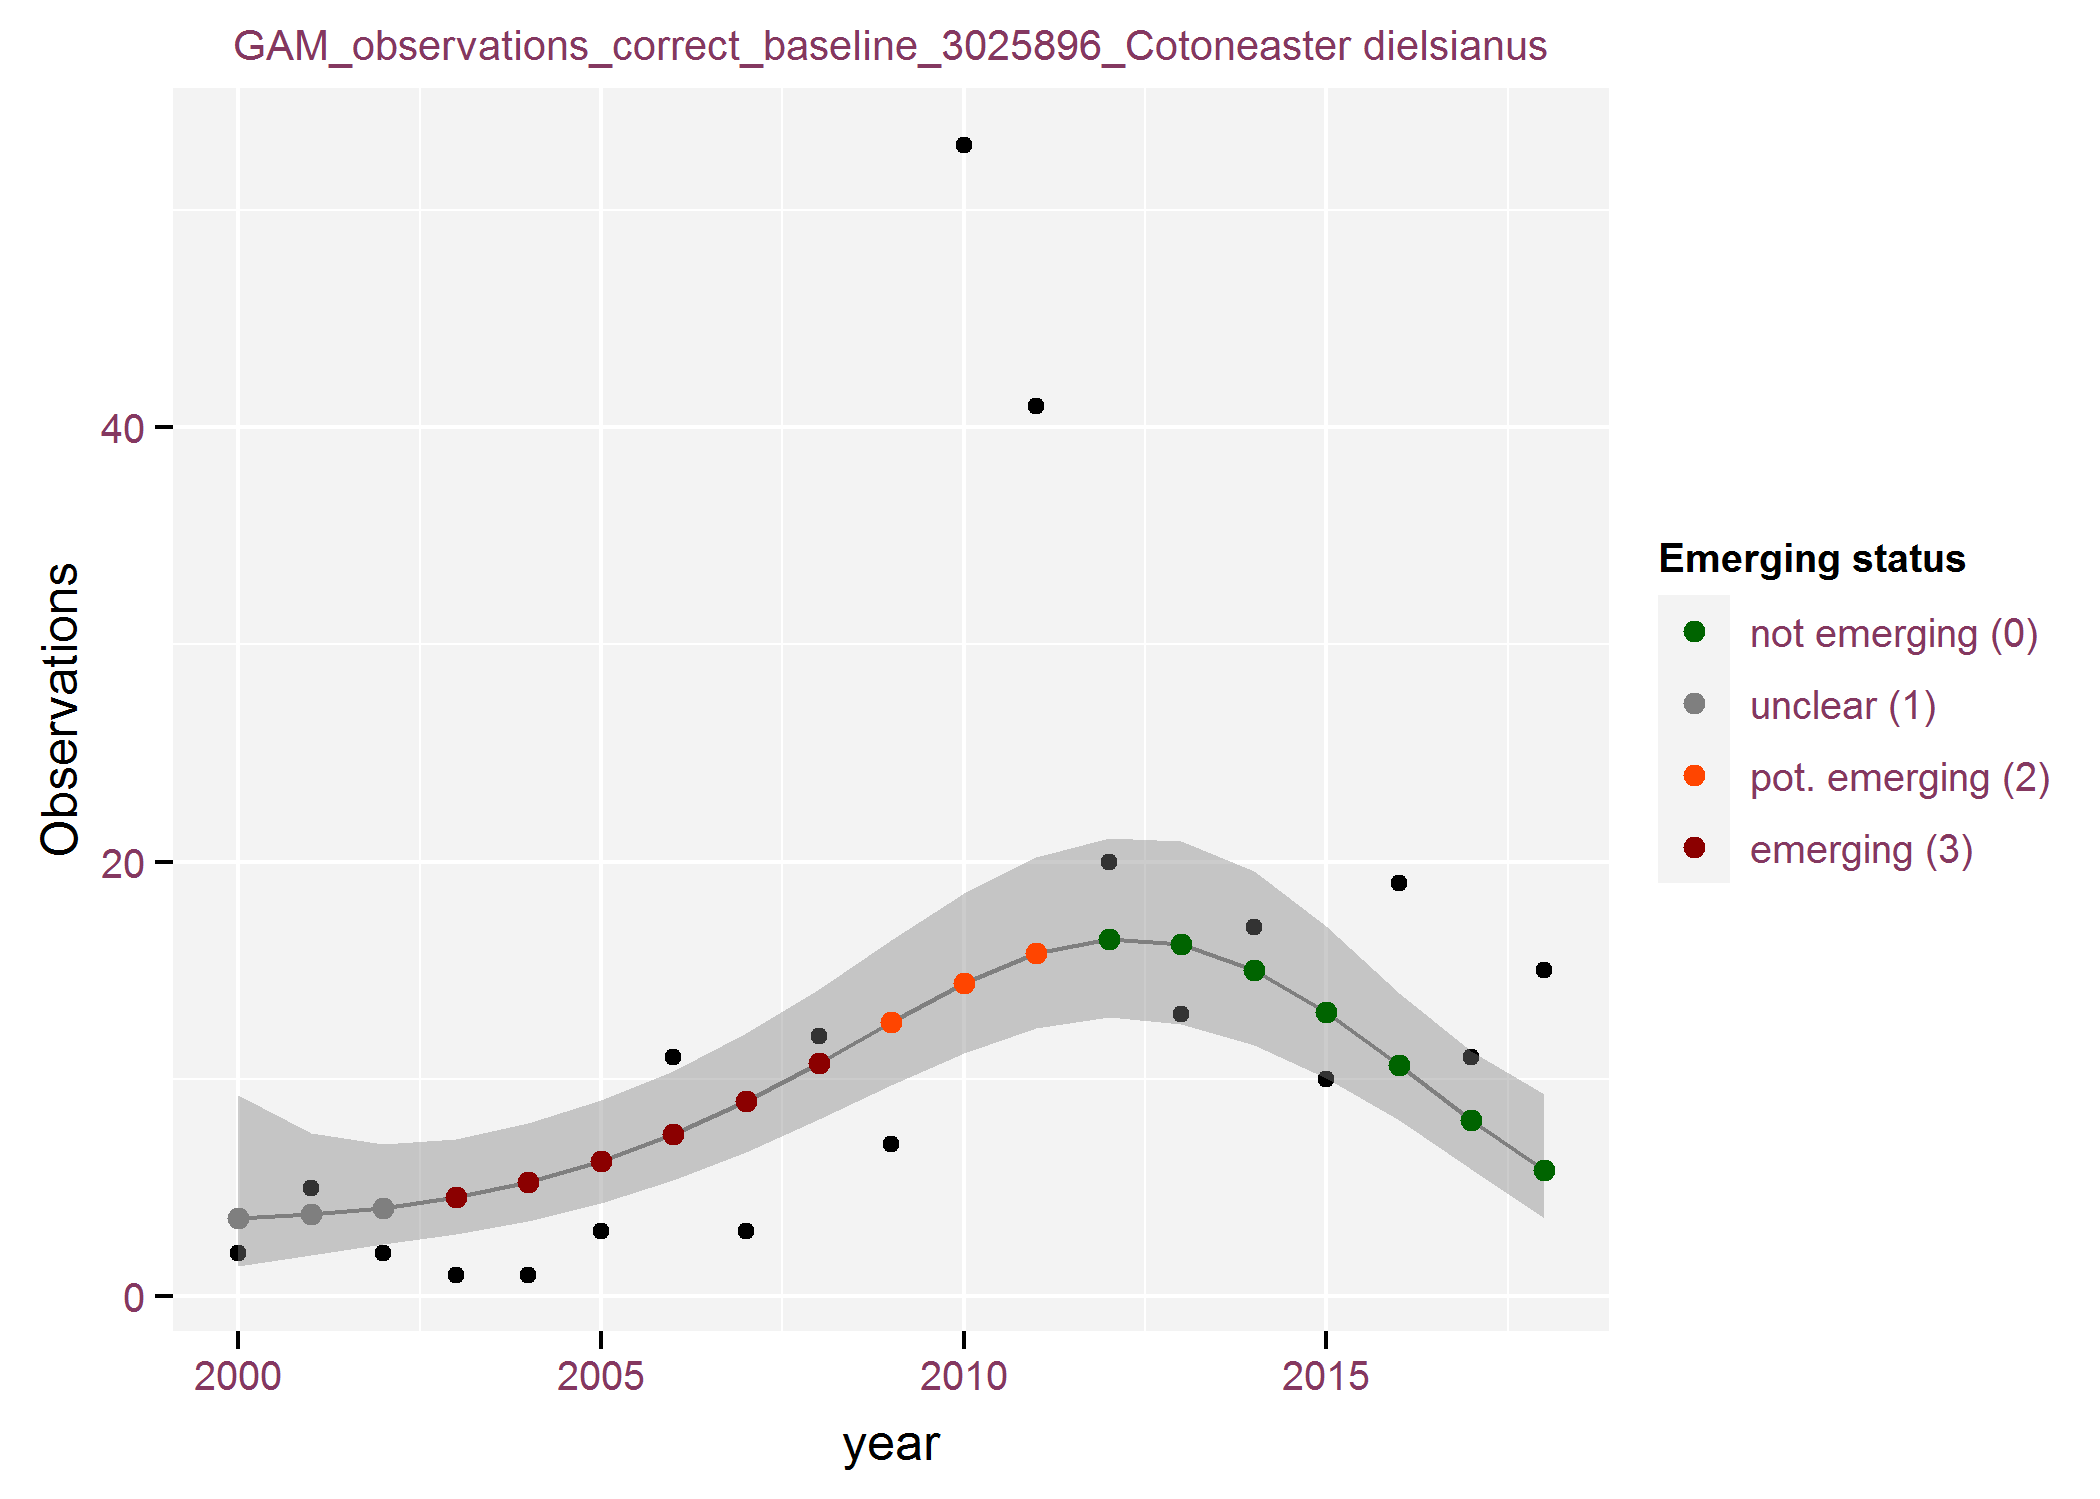 GAM_observations_correct_baseline_3025896_Cotoneaster dielsianus
Observations
40
20
0
2000
2005
2010
2015
year
Emerging status
not emerging (0)
unclear (1)
pot. emerging (2)
emerging (3)